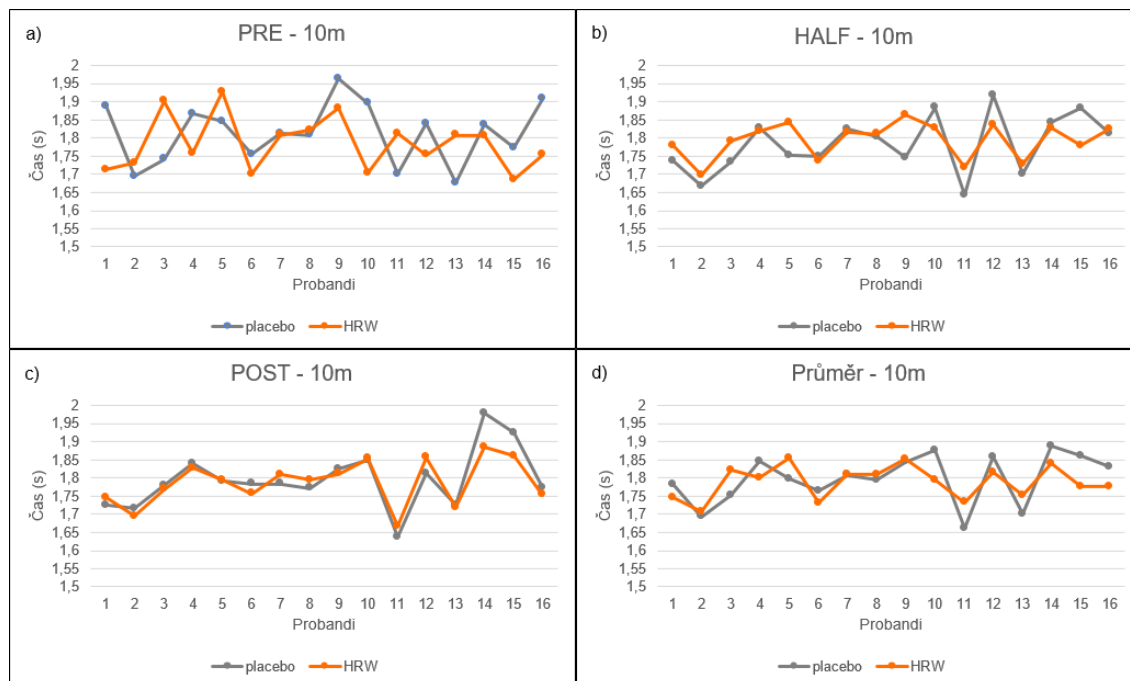 a)
PRE - 10m
Čas (s)
2
1,95
1,9
1,85
1,8
1,75
1,7
1,65
1,6
1,55
1,5
1 2 3 4 5 6 7 8 9 10 11 12 13 14 15 16
Probandi
placebo HRW
b)
HALF - 10m
Čas (s)
2
1,95
1,9
1,85
1,8
1,75
1,7
1,65
1,6
1,55
1,5
1 2 3 4 5 6 7 8 9 10 11 12 13 14 15 16
Probandi
placebo HRW
c)
POST - 10m
Čas (s)
2
1,95
1,9
1,85
1,8
1,75
1,7
1,65
1,6
1,55
1,5
1 2 3 4 5 6 7 8 9 10 11 12 13 14 15 16
Probandi
placebo HRW
d)
Průměr - 10m
Čas (s)
2
1,95
1,9
1,85
1,8
1,75
1,7
1,65
1,6
1,55
1,5
1 2 3 4 5 6 7 8 9 10 11 12 13 14 15 16
Probandi
placebo HRW